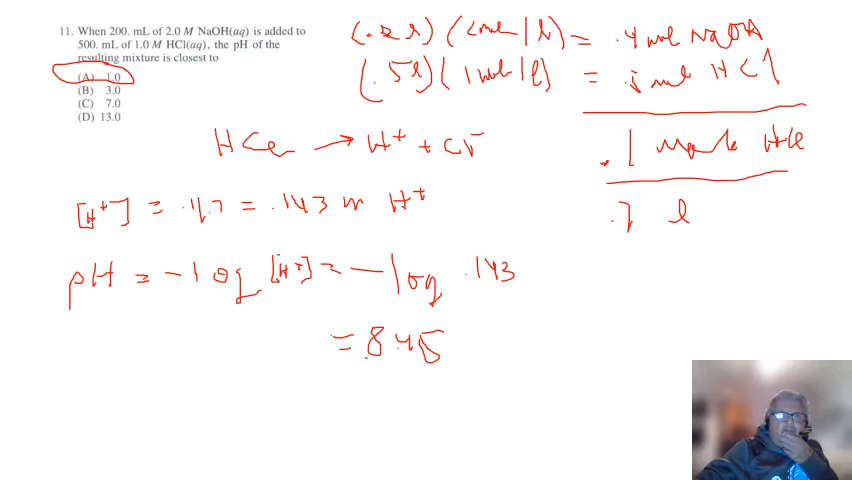 11. When 200. mL of 2.0 M NaOH(aq) is added to
500. mL of 1.0 M HCl(aq), the pH of the
resulting mixture is closest to
(A) 1.0
(B) 3.0
(C) 7.0
(D) 13.0
(.2 l) (2 mol / l) = .4 mol NaOH
(.5 l) (1 mol / l) = .5 mol HCl
.1 mole HCl
.7 l
HCl → H+ + Cl-
[H+] = .1/.7 = .143 m H+
pH = -log [H+] = -log .143
= .845